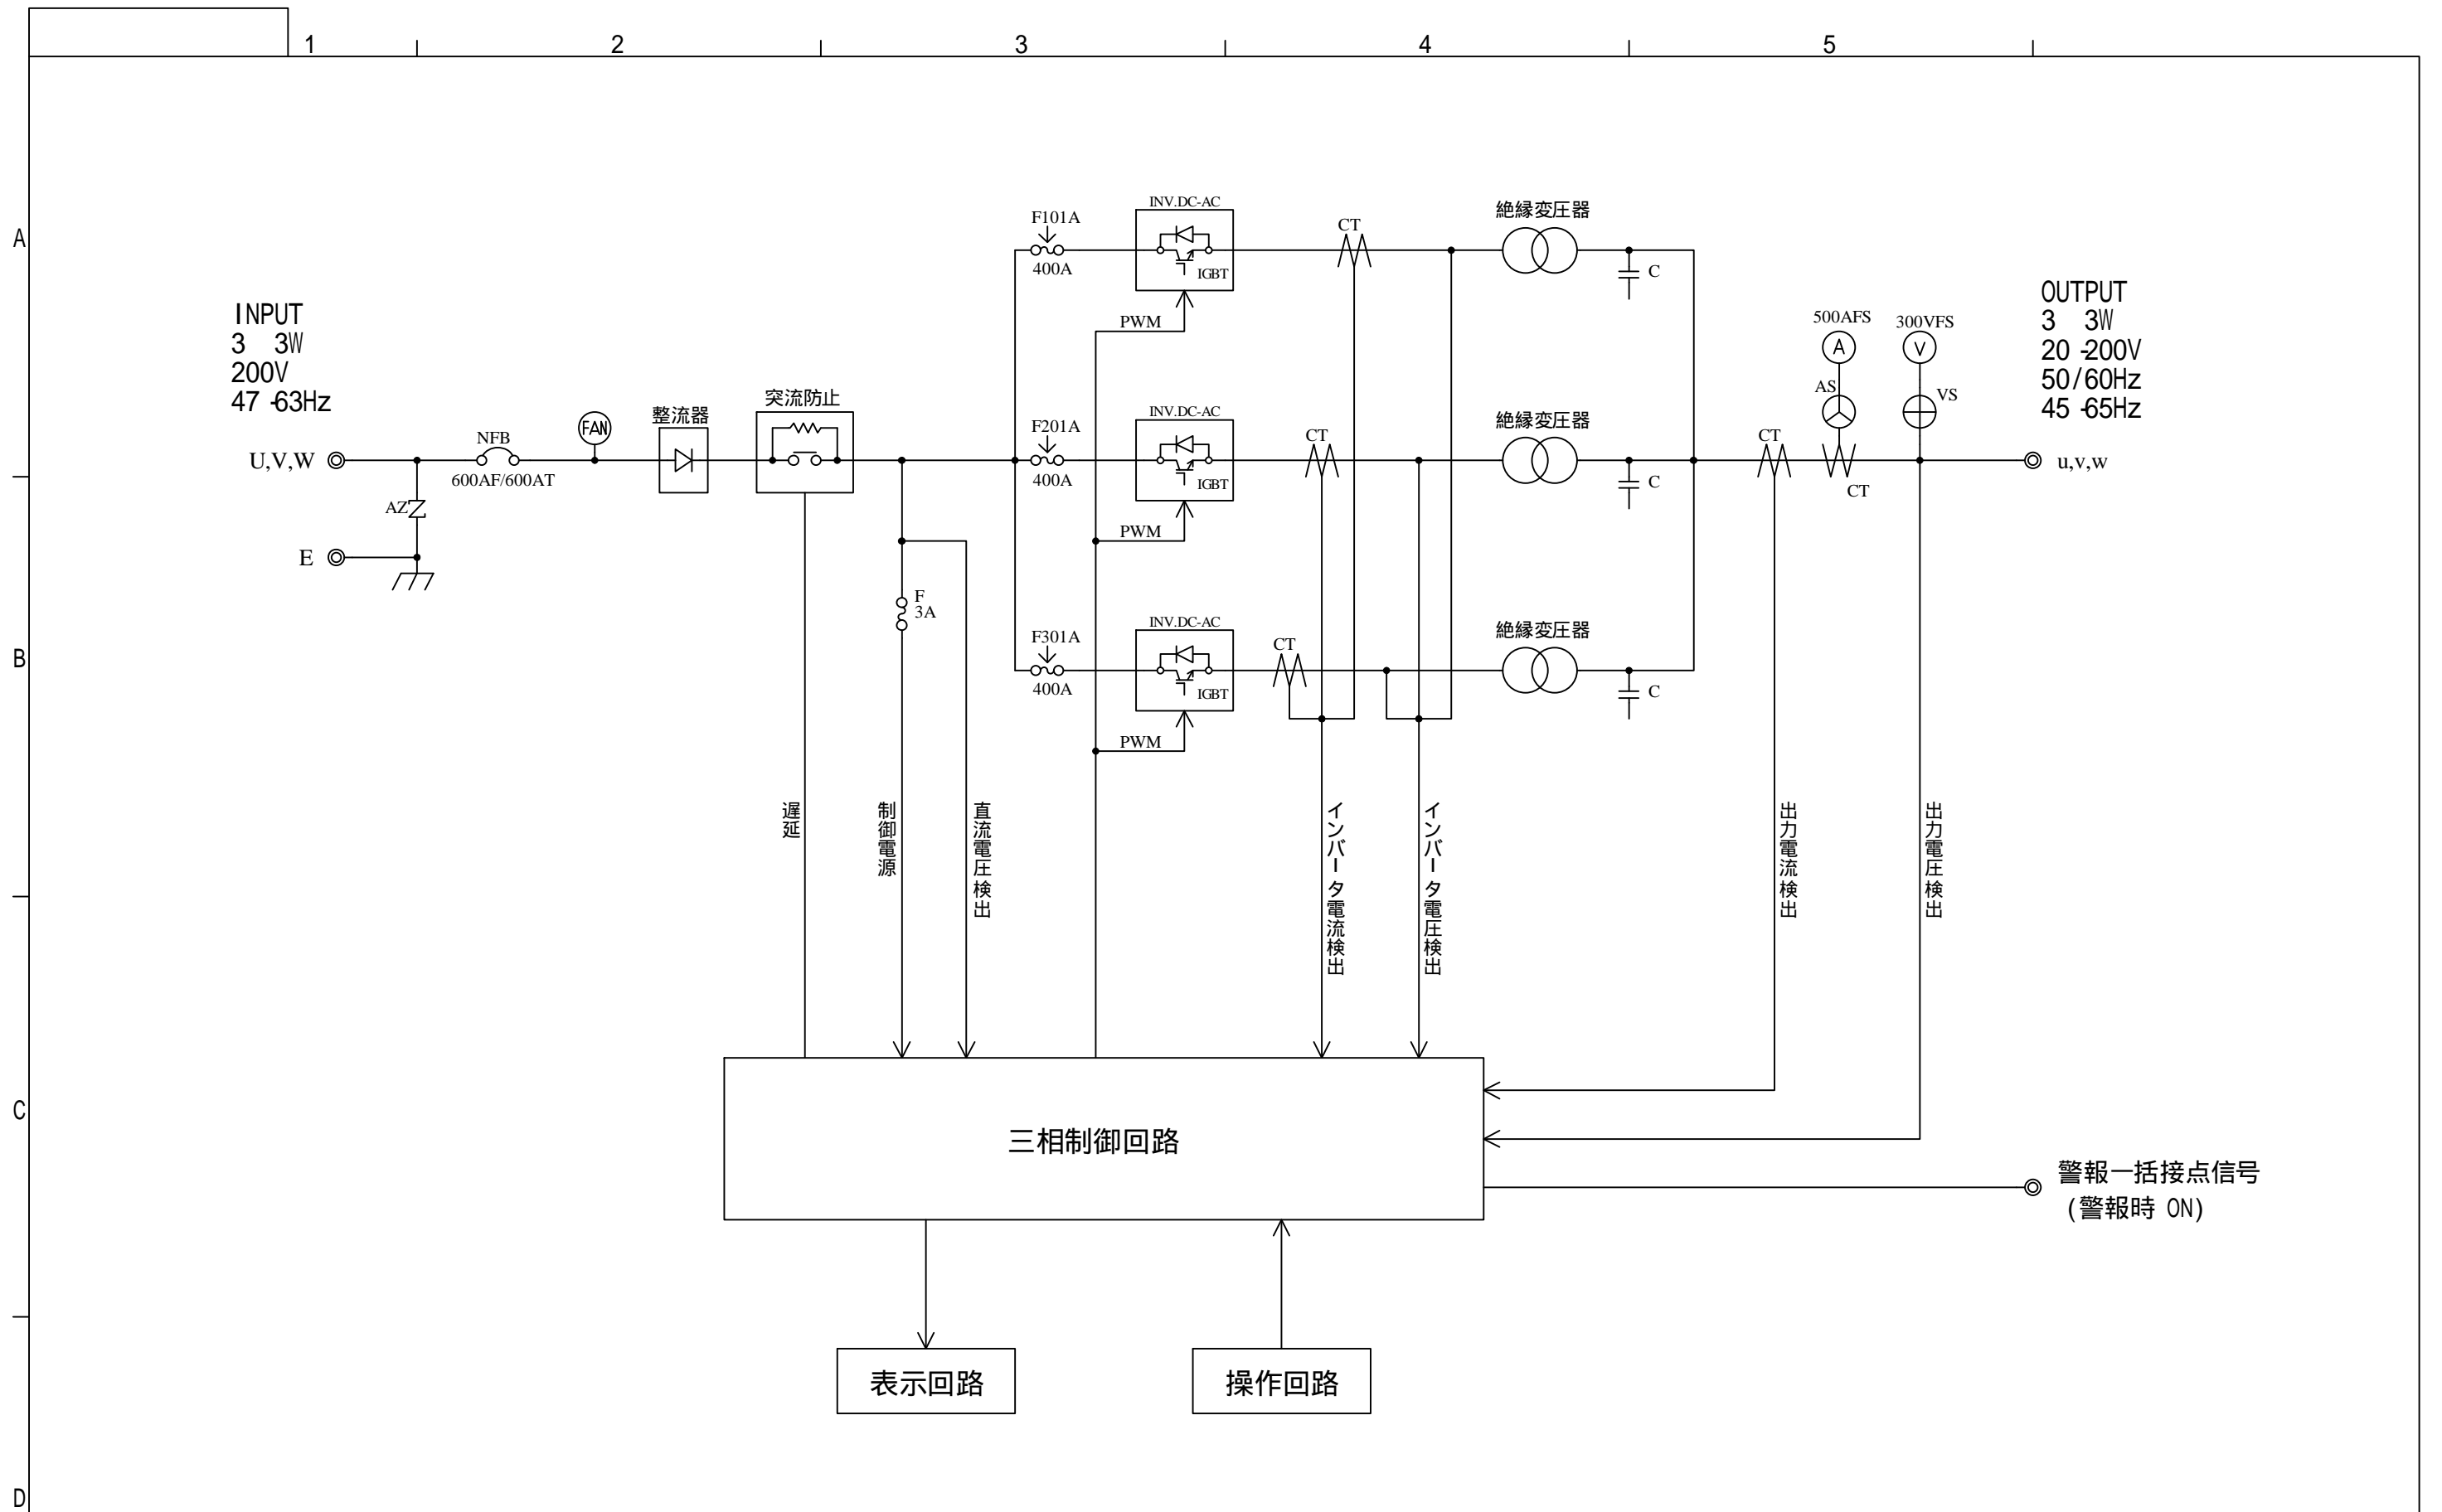 1
2
3
4
5
A
B
C
D
INPUT
3 3W
200V
47 -63Hz
U,V,W
E
AZ
NFB
600AF/600AT
FAN
整流器
突流防止
F
3A
F101A
400A
INV.DC-AC
IGBT
PWM
CT
絶縁変圧器
C
F201A
400A
INV.DC-AC
IGBT
PWM
CT
絶縁変圧器
C
F301A
400A
INV.DC-AC
IGBT
PWM
CT
絶縁変圧器
C
CT
500AFS
A
AS
CT
300VFS
V
VS
OUTPUT
3 3W
20 -200V
50/60Hz
45 -65Hz
u,v,w
遅延
制御電源
直流電圧検出
インバータ電流検出
インバータ電圧検出
出力電流検出
出力電圧検出
三相制御回路
警報一括接点信号
(警報時 ON)
表示回路
操作回路